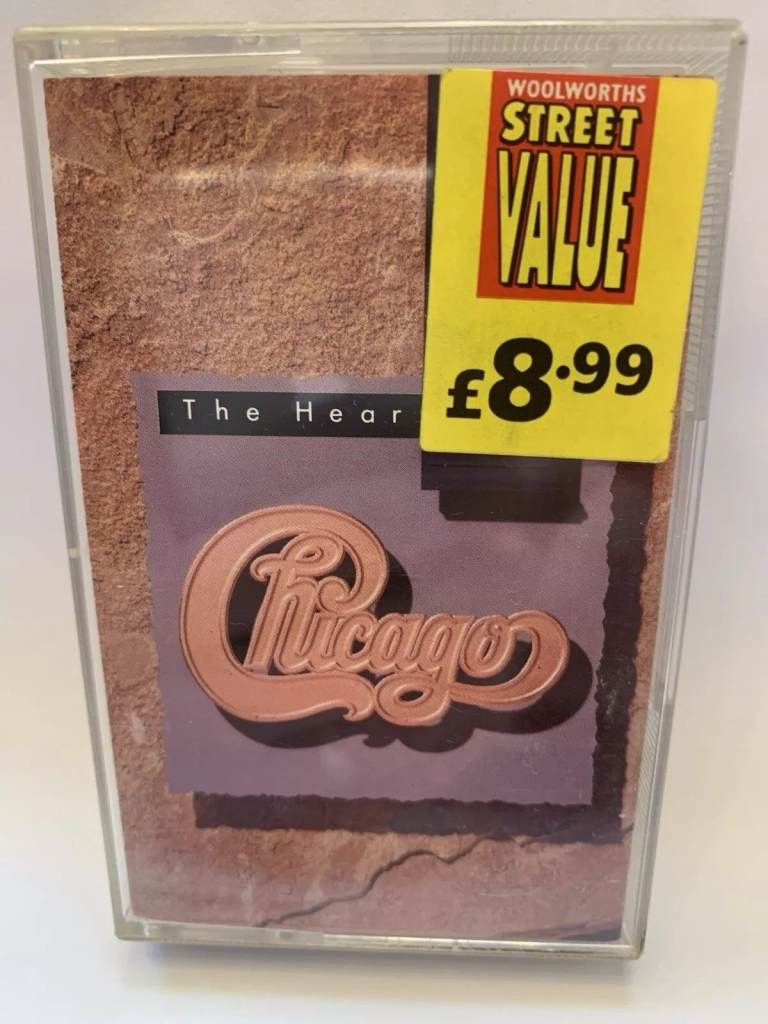 WOOLWORTHS
STREET
VALUE
£8.99
The Hear
Chicago